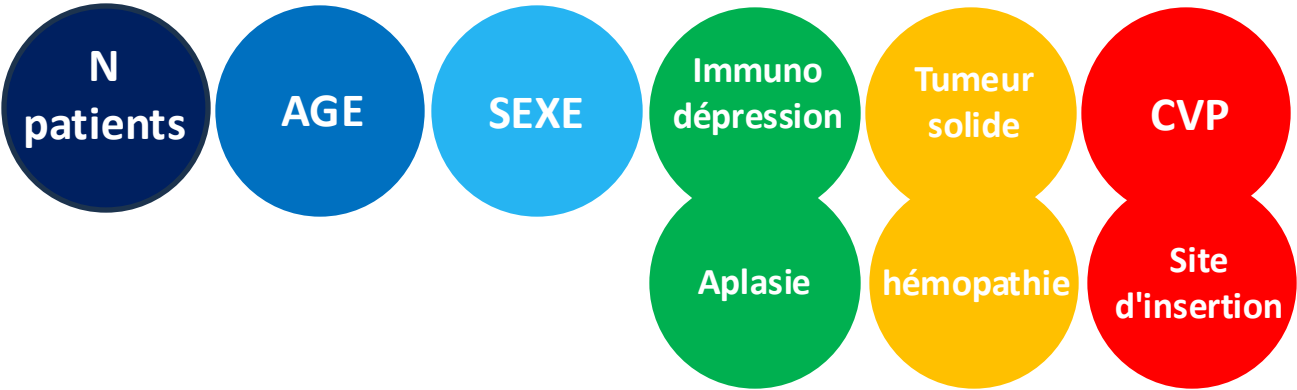 N
patients
AGE
SEXE
Immuno
dépression
Tumeur
solide
CVP
Aplasie
hémopathie
Site
d'insertion